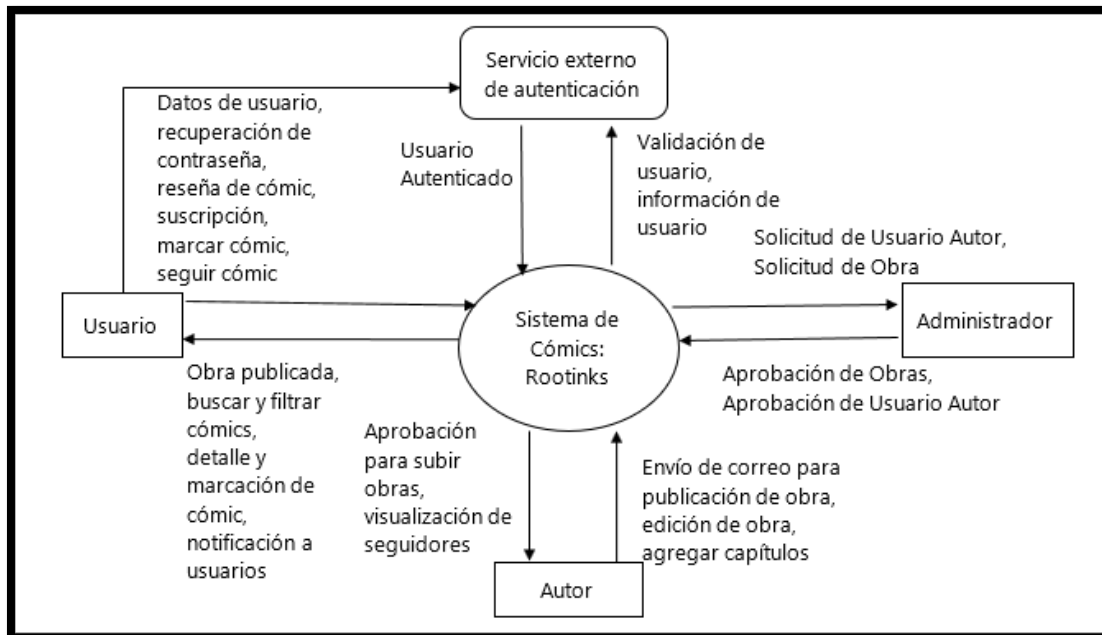 Servicio externo
de autenticación
Datos de usuario,
recuperación de
contraseña,
reseña de cómic,
suscripción,
marcar cómic,
seguir cómic
Usuario
Autenticado
Validación de
usuario,
información de
usuario
Solicitud de Usuario Autor,
Solicitud de Obra
Usuario
Sistema de
Cómics:
Rootinks
Administrador
Obra publicada,
buscar y filtrar
cómics,
detalle y
marcación de
cómic,
notificación a
usuarios
Aprobación
para subir
obras,
visualización de
seguidores
Aprobación de Obras,
Aprobación de Usuario Autor
Envío de correo para
publicación de obra,
edición de obra,
agregar capítulos
Autor